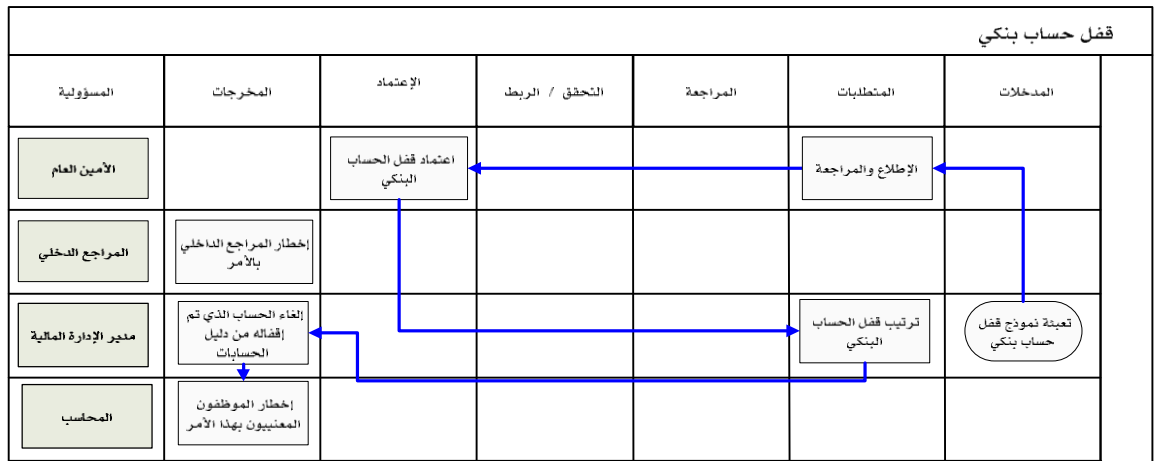 قفل حساب بنكي
المدخلات
المتطلبات
المراجعة
التحقق / الربط
الإعتماد
المخرجات
المسؤولية
الإطلاع والمراجعة
اعتماد قفل الحساب
البنكي
الأمين العام
إخطار المراجع الداخلي
بالأمر
المراجع الدخلي
تعبئة نموذج قفل
حساب بنكي
ترتيب قفل الحساب
البنكي
إلغاء الحساب الذي تم
إقفاله من دليل
الحسابات
مدير الإدارة المالية
إخطار الموظفون
المعنييون بهذا الأمر
المحاسب